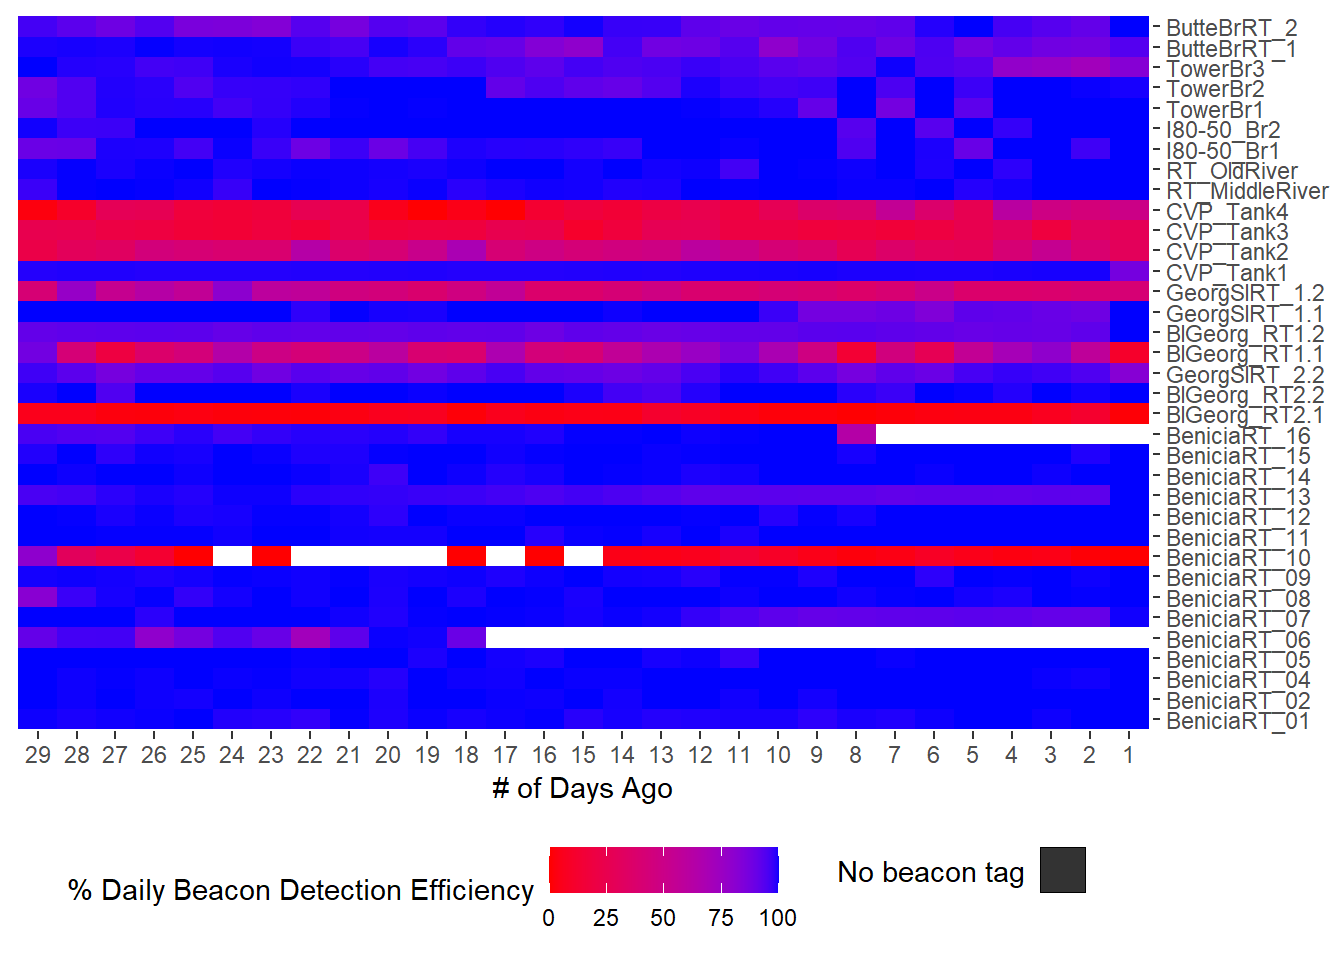 ButteBrRT_2
ButteBrRT_1
TowerBr3
TowerBr2
TowerBr1
I80-50_Br2
I80-50_Br1
RT_OldRiver
RT_MiddleRiver
CVP_Tank4
CVP_Tank3
CVP_Tank2
CVP_Tank1
GeorgSlRT_1.2
GeorgSlRT_1.1
BlGeorg_RT1.2
BlGeorg_RT1.1
GeorgSlRT_2.2
BlGeorg_RT2.2
BlGeorg_RT2.1
BeniciaRT_16
BeniciaRT_15
BeniciaRT_14
BeniciaRT_13
BeniciaRT_12
BeniciaRT_11
BeniciaRT_10
BeniciaRT_09
BeniciaRT_08
BeniciaRT_07
BeniciaRT_06
BeniciaRT_05
BeniciaRT_04
BeniciaRT_02
BeniciaRT_01
29 28 27 26 25 24 23 22 21 20 19 18 17 16 15 14 13 12 11 10 9 8 7 6 5 4 3 2 1
# of Days Ago
% Daily Beacon Detection Efficiency
0 25 50 75 100
No beacon tag